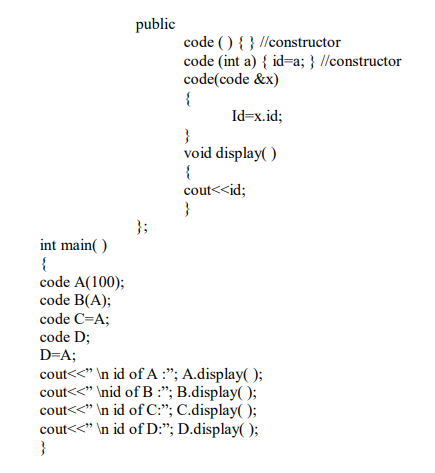 public
code ( ) { } //constructor
code (int a) { id=a; } //constructor
code(code &x)
{
Id=x.id;
}
void display( )
{
cout<<id;
}
};
int main( )
{
code A(100);
code B(A);
code C=A;
code D;
D=A;
cout<<” \n id of A :”; A.display( );
cout<<” \nid of B :”; B.display( );
cout<<” \n id of C:”; C.display( );
cout<<” \n id of D:”; D.display( );
}